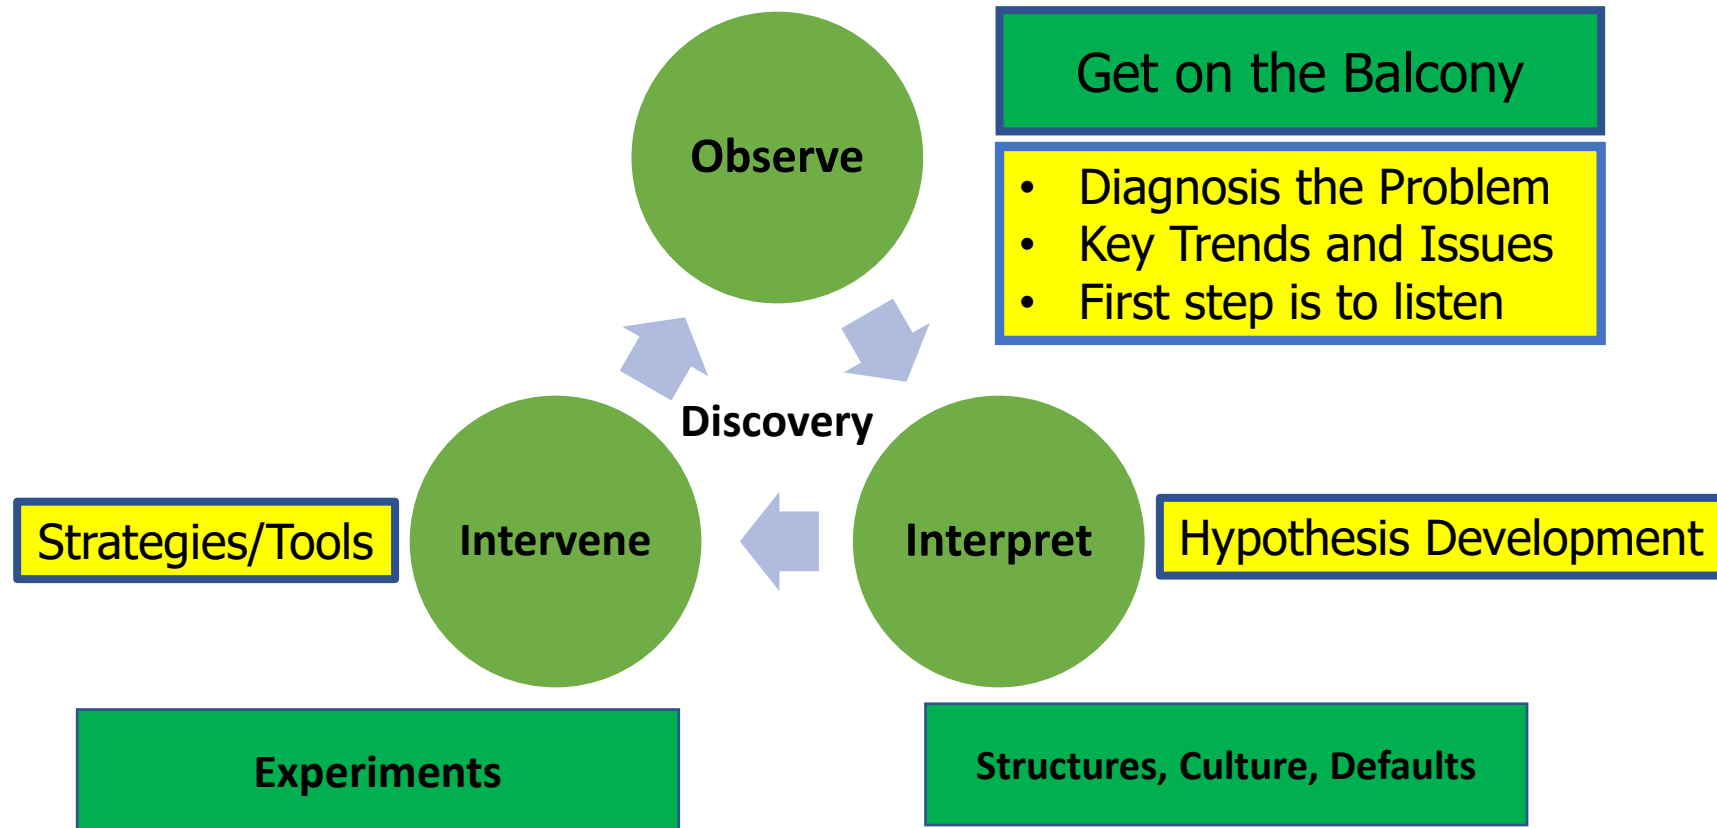 Get on the Balcony
Observe
• Diagnosis the Problem
• Key Trends and Issues
• First step is to listen
Discovery
Strategies/Tools
Intervene
Interpret
Hypothesis Development
Experiments
Structures, Culture, Defaults